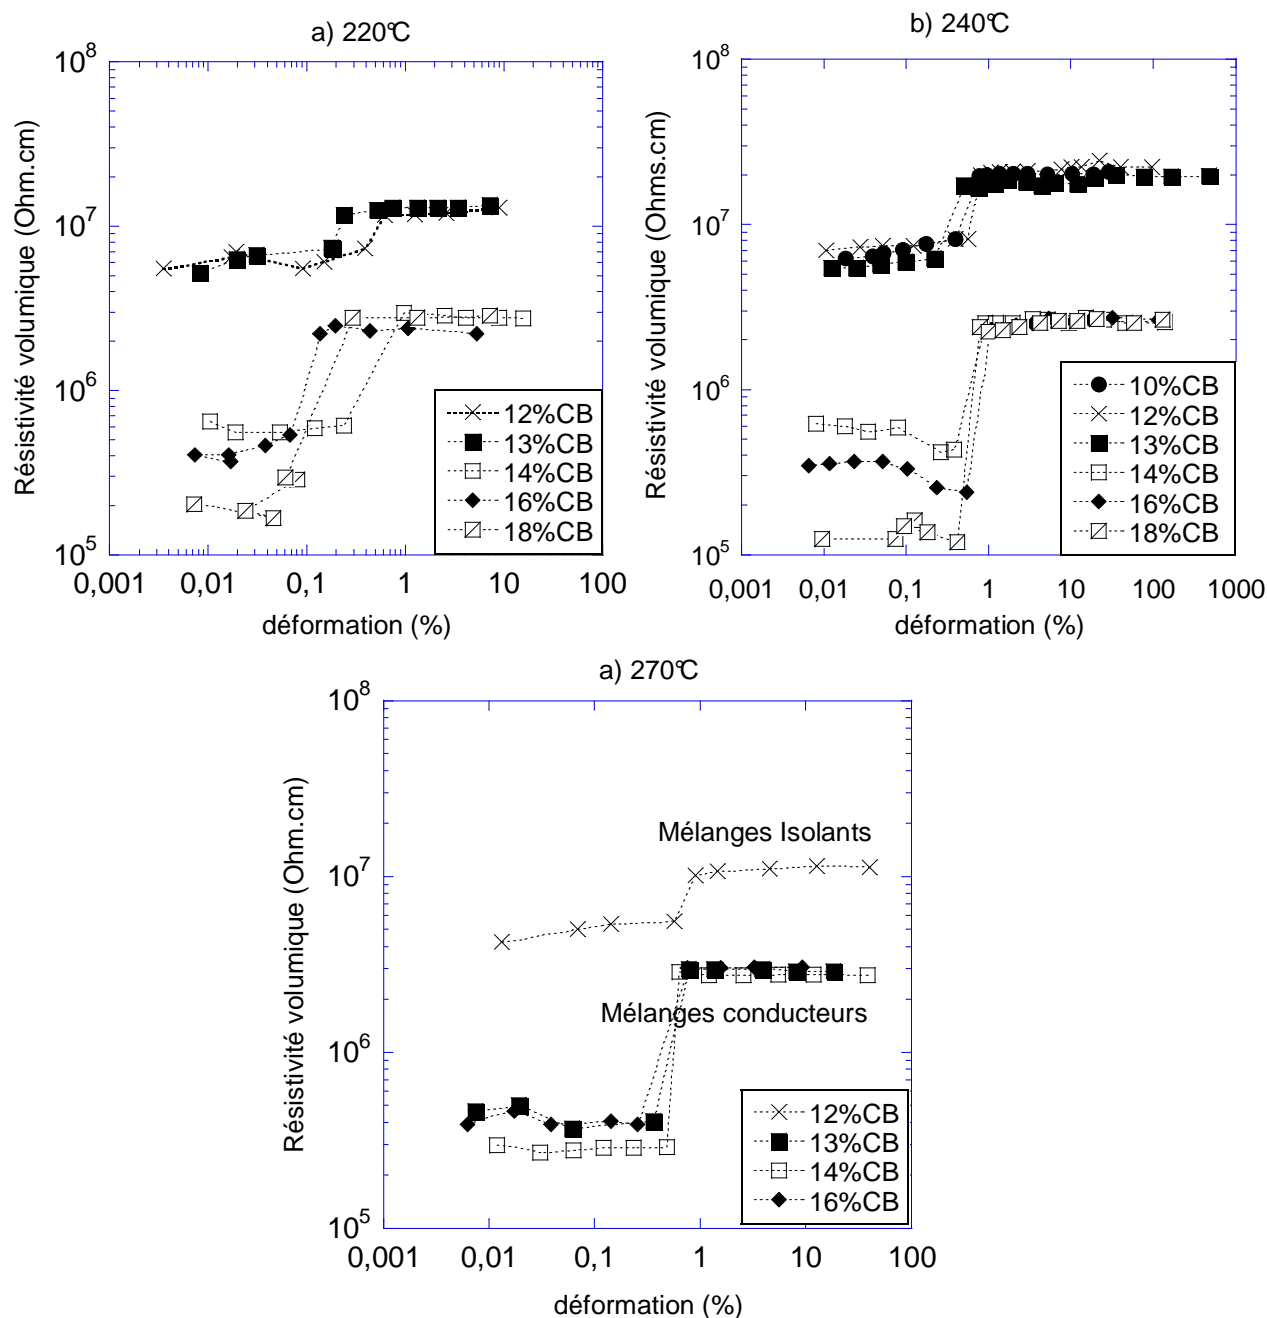 a) 220°C
10^8
10^7
10^6
10^5
Résistivité volumique (Ohm.cm)
12%CB
13%CB
14%CB
16%CB
18%CB
0,001 0,01 0,1 1 10 100
déformation (%)
b) 240°C
10^8
10^7
10^6
10^5
Résistivité volumique (Ohms.cm)
10%CB
12%CB
13%CB
14%CB
16%CB
18%CB
0,001 0,01 0,1 1 10 100 1000
déformation (%)
a) 270°C
10^8
10^7
10^6
10^5
Résistivité volumique (Ohm.cm)
Mélanges Isolants
Mélanges conducteurs
12%CB
13%CB
14%CB
16%CB
0,001 0,01 0,1 1 10 100
déformation (%)